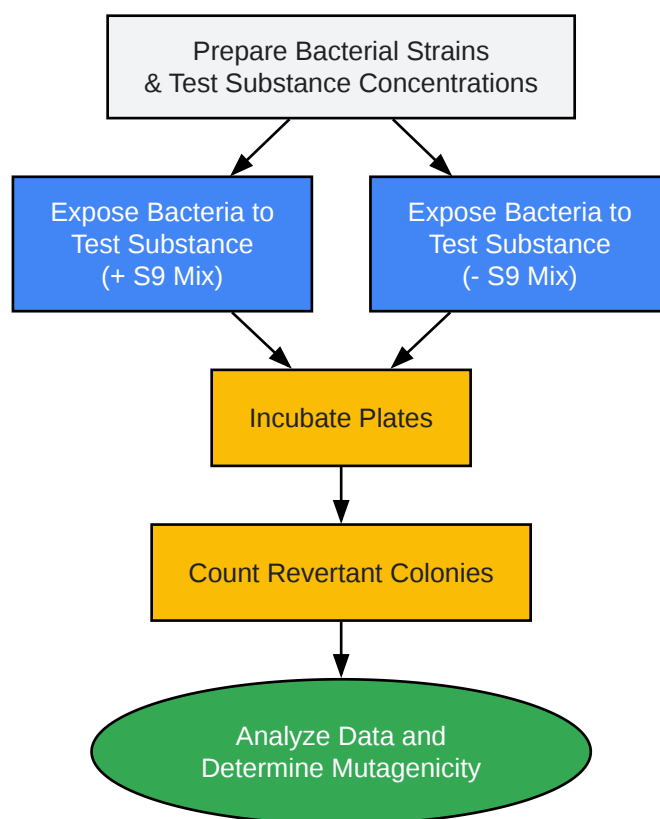 Prepare Bacterial Strains
& Test Substance Concentrations
Expose Bacteria to
Test Substance
(+ S9 Mix)
Expose Bacteria to
Test Substance
(- S9 Mix)
Incubate Plates
Count Revertant Colonies
Analyze Data and
Determine Mutagenicity